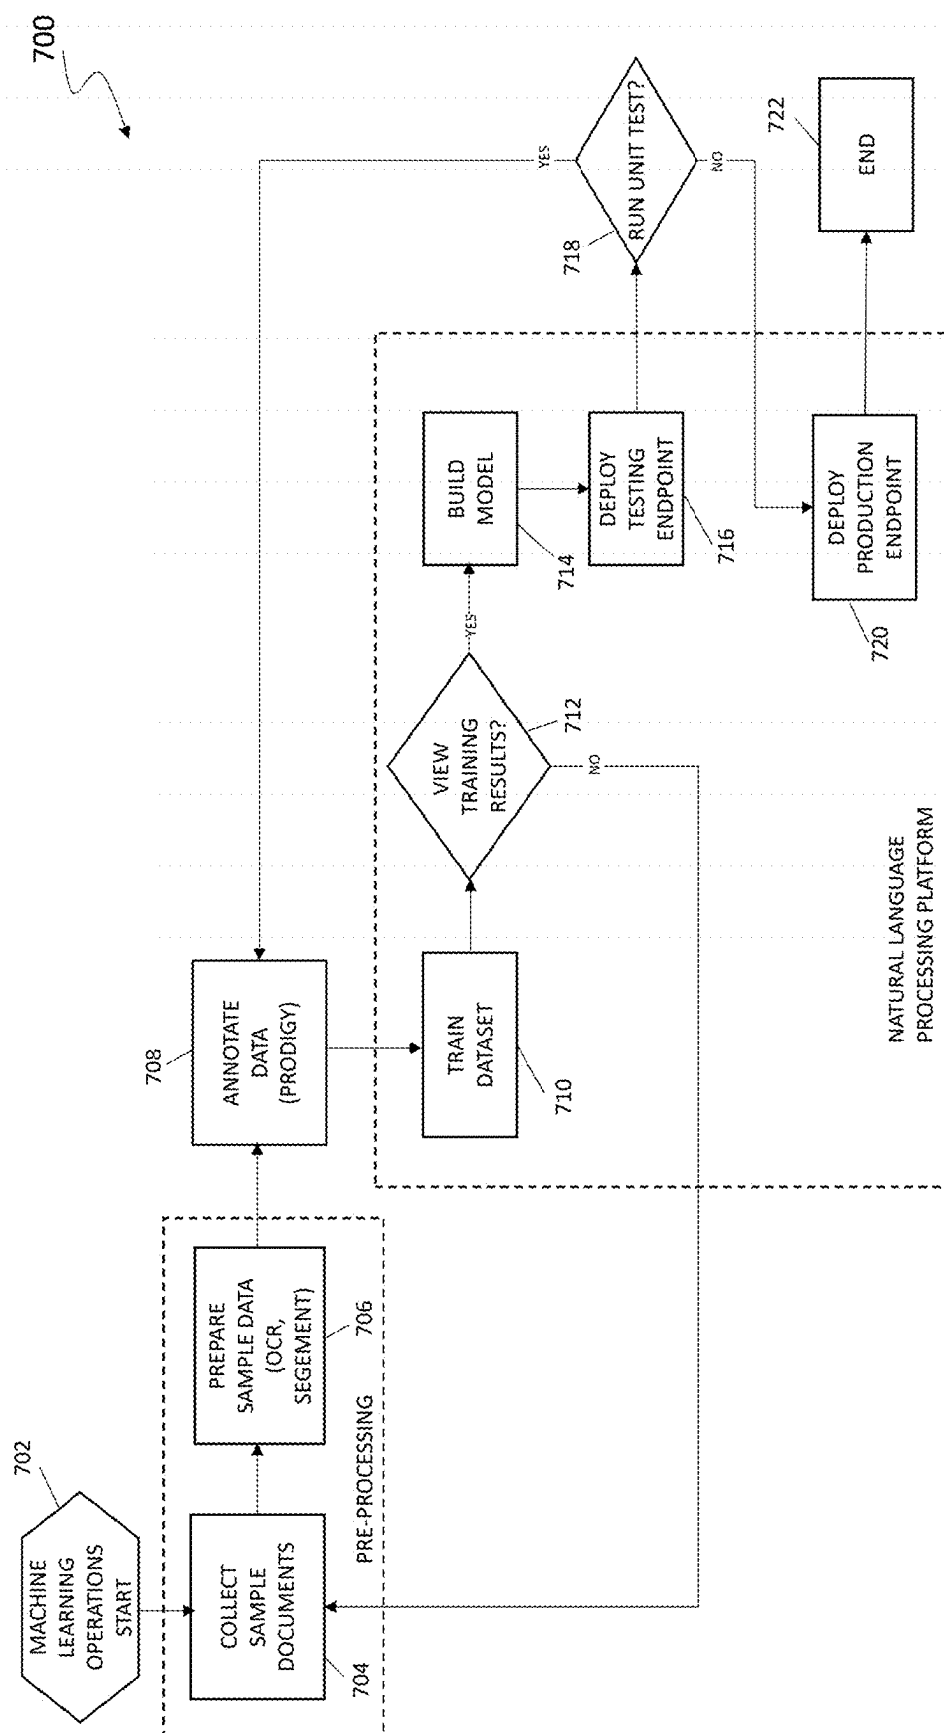 700
702
MACHINE
LEARNING
OPERATIONS
START
COLLECT
SAMPLE
DOCUMENTS
704
PREPARE
SAMPLE DATA
(OCR,
SEGEMENT)
706
PRE-PROCESSING
708
ANNOTATE
DATA
(PRODIGY)
TRAIN
DATASET
710
VIEW
TRAINING
RESULTS?
712
YES
NO
BUILD
MODEL
714
DEPLOY
TESTING
ENDPOINT
716
718
RUN UNIT TEST?
YES
NO
DEPLOY
PRODUCTION
ENDPOINT
720
722
END
NATURAL LANGUAGE
PROCESSING PLATFORM